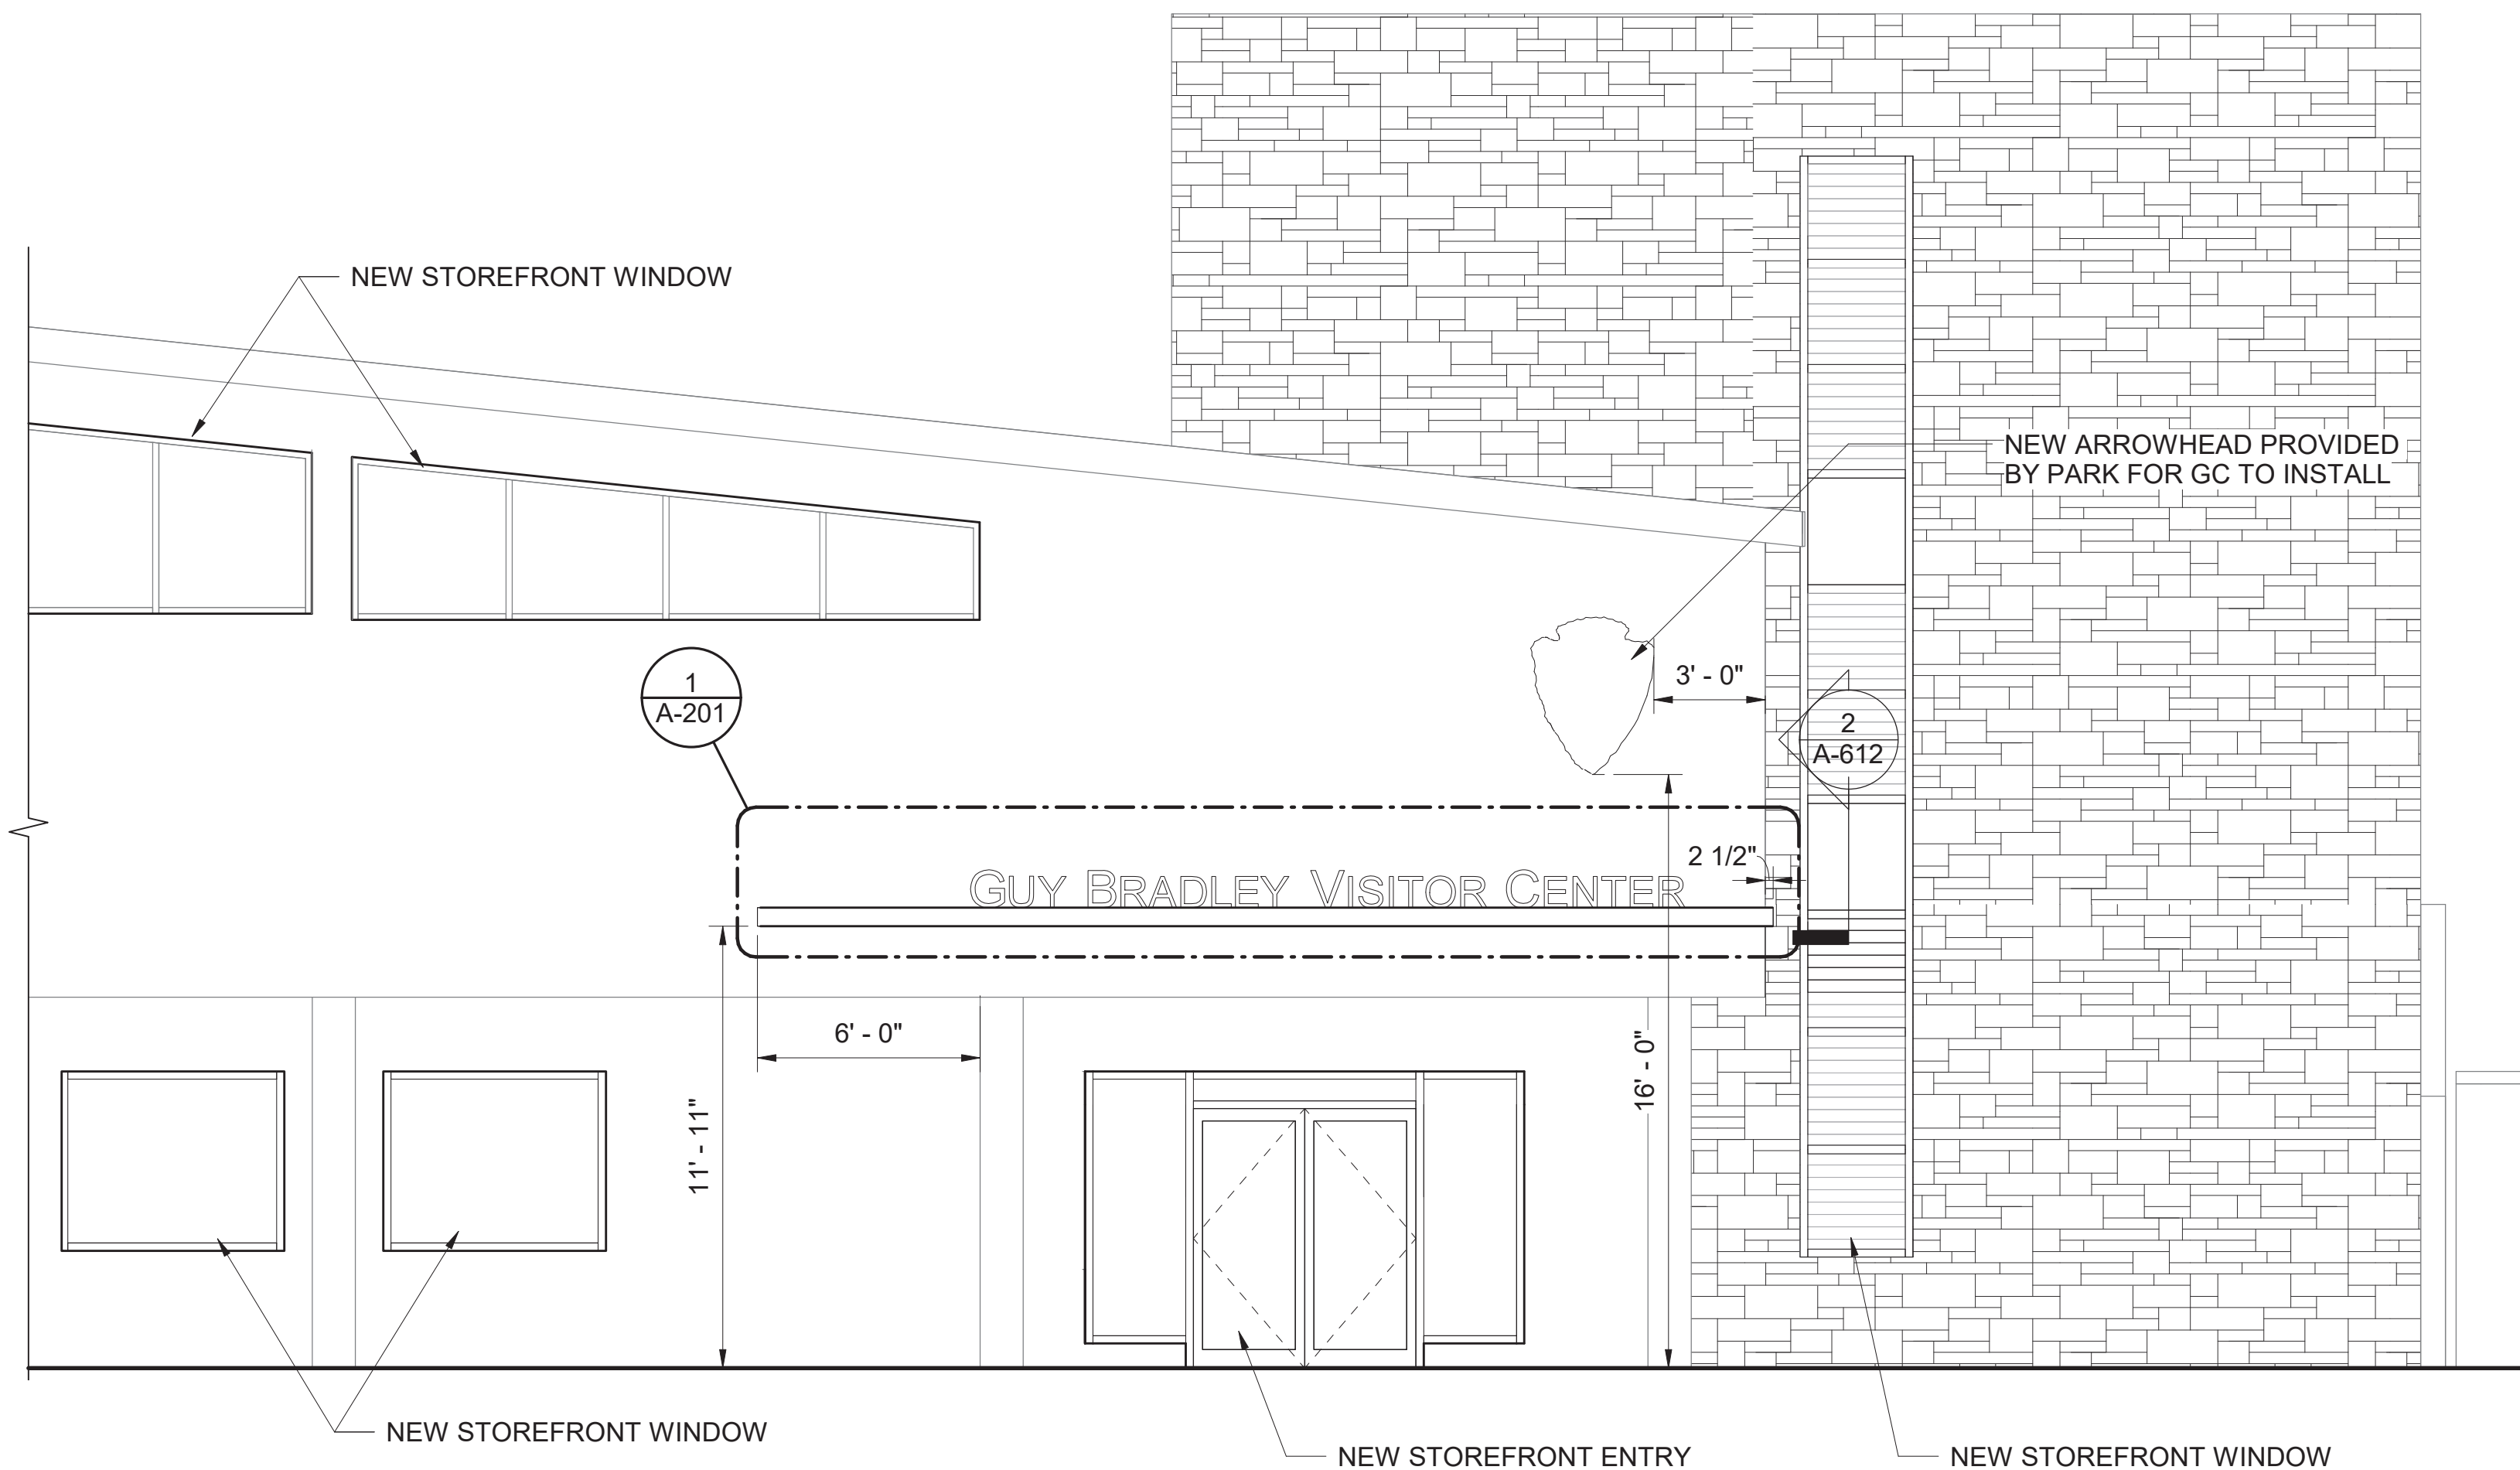 NEW STOREFRONT WINDOW
NEW ARROWHEAD PROVIDED
BY PARK FOR GC TO INSTALL
1
A-201
3' - 0"
2
A-612
2 1/2"
GUY BRADLEY VISITOR CENTER
6' - 0"
11' - 11"
16' - 0"
NEW STOREFRONT WINDOW
NEW STOREFRONT ENTRY
NEW STOREFRONT WINDOW